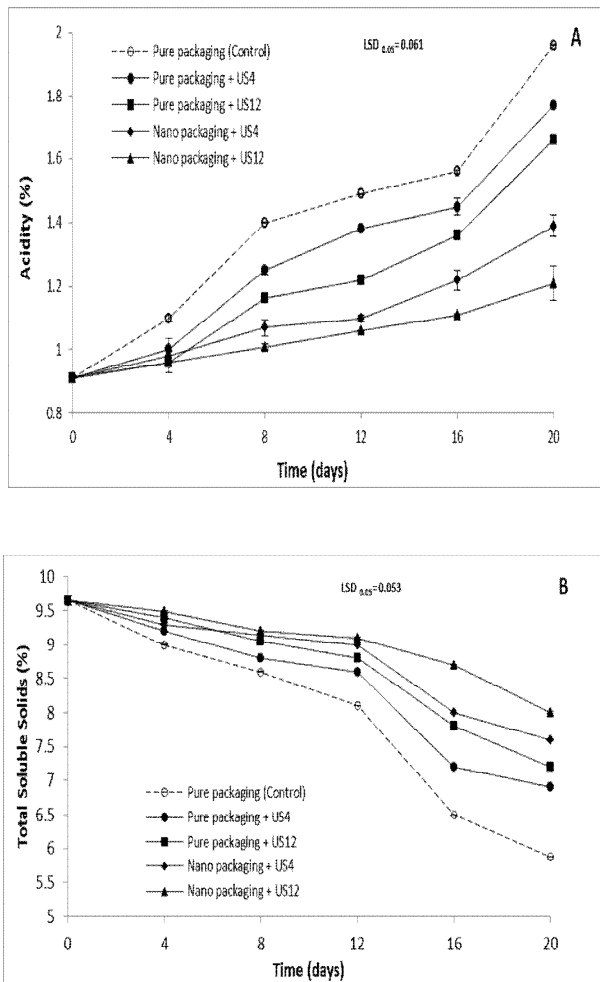 A
LSD 0.05=0.061
Pure packaging (Control)
Pure packaging + US4
Pure packaging + US12
Nano packaging + US4
Nano packaging + US12
Acidity (%)
2
1.8
1.6
1.4
1.2
1
0.8
0 4 8 12 16 20
Time (days)
B
LSD 0.05=0.053
Total Soluble Solids (%)
10
9.5
9
8.5
8
7.5
7
6.5
6
5.5
5
Pure packaging (Control)
Pure packaging + US4
Pure packaging + US12
Nano packaging + US4
Nano packaging + US12
0 4 8 12 16 20
Time (days)